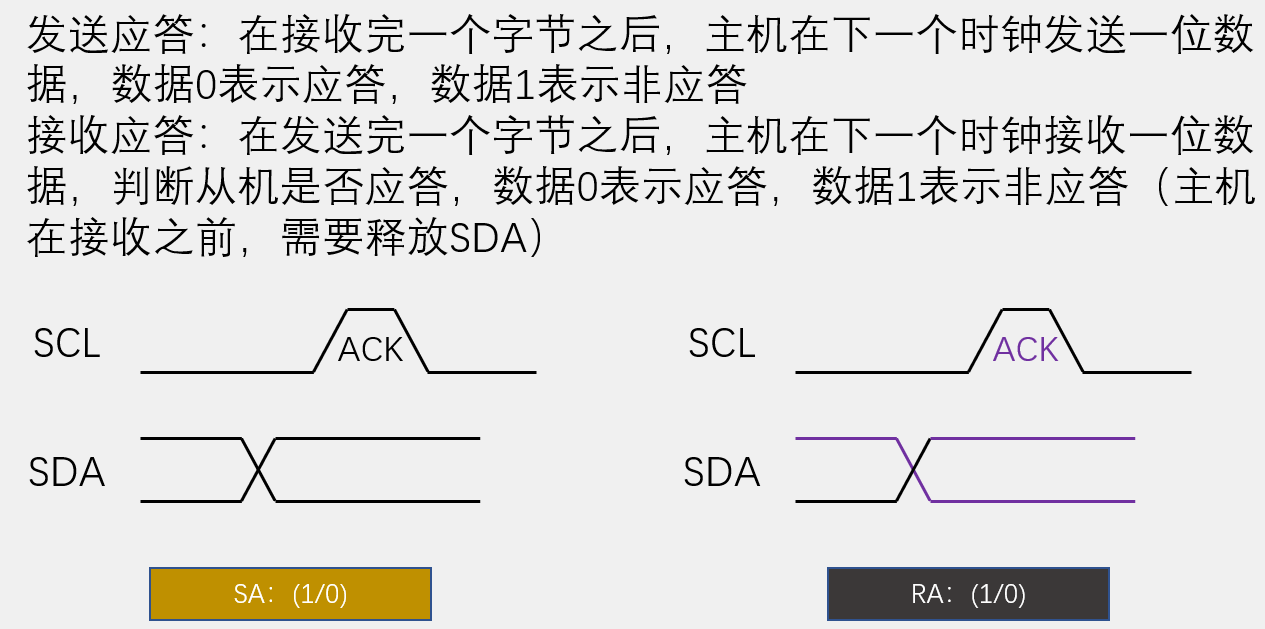 发送应答：在接收完一个字节之后，主机在下一个时钟发送一位数
据，数据0表示应答，数据1表示非应答
接收应答：在发送完一个字节之后，主机在下一个时钟接收一位数
据，判断从机是否应答，数据0表示应答，数据1表示非应答（主机
在接收之前，需要释放SDA）
SCL
ACK
SDA
SA：(1/0)
SCL
ACK
SDA
RA：(1/0)